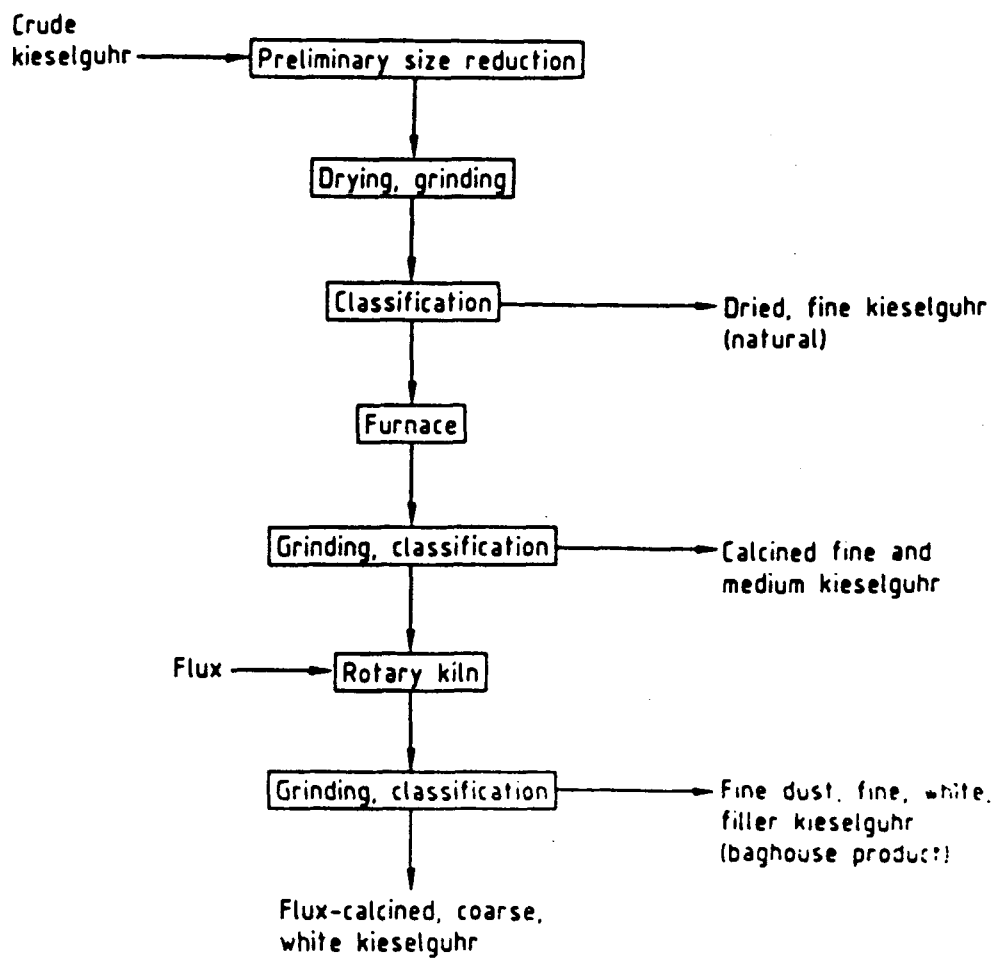 Crude
kieselguhr
Preliminary size reduction
Drying, grinding
Classification
Dried, fine kieselguhr
(natural)
Furnace
Grinding, classification
Calcined fine and
medium kieselguhr
Flux
Rotary kiln
Grinding, classification
Fine dust, fine, white,
filler kieselguhr
(baghouse product)
Flux-calcined, coarse,
white kieselguhr